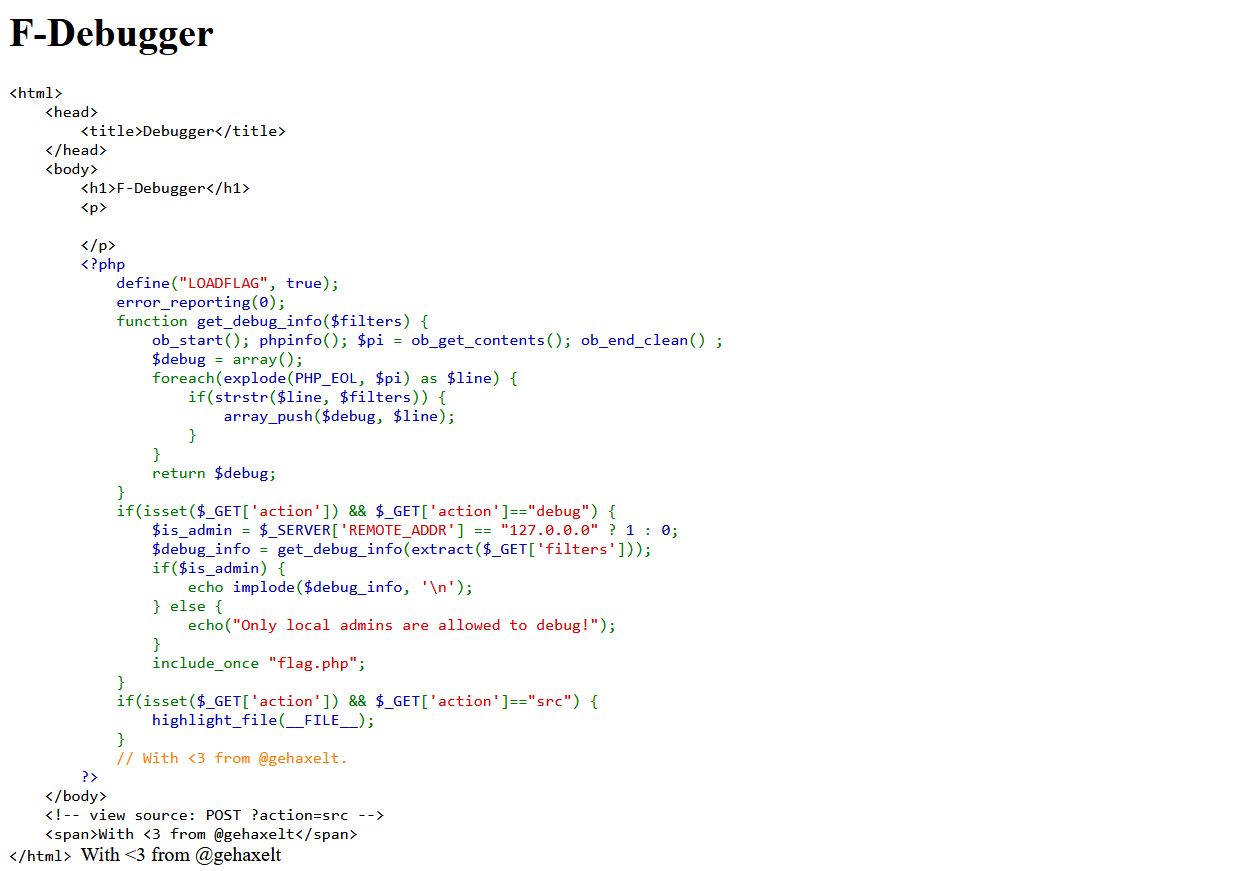 F-Debugger
<html>
    <head>
        <title>Debugger</title>
    </head>
    <body>
        <h1>F-Debugger</h1>
        <p>
        </p>
        <?php
            define("LOADFLAG", true);
            error_reporting(0);
            function get_debug_info($filters) {
                ob_start(); phpinfo(); $pi = ob_get_contents(); ob_end_clean() ;
                $debug = array();
                foreach(explode(PHP_EOL, $pi) as $line) {
                    if(strstr($line, $filters)) {
                        array_push($debug, $line);
                    }
                }
                return $debug;
            }
            if(isset($_GET['action']) && $_GET['action']=="debug") {
                $is_admin = $_SERVER['REMOTE_ADDR'] == "127.0.0.0" ? 1 : 0;
                $debug_info = get_debug_info(extract($_GET['filters']));
                if($is_admin) {
                    echo implode($debug_info, '\n');
                } else {
                    echo("Only local admins are allowed to debug!");
                }
                include_once "flag.php";
            }
            if(isset($_GET['action']) && $_GET['action']=="src") {
                highlight_file(__FILE__);
            }
            // With <3 from @gehaxelt.
        ?>
    </body>
    <!-- view source: POST ?action=src -->
    <span>With <3 from @gehaxelt</span>
</html> With <3 from @gehaxelt